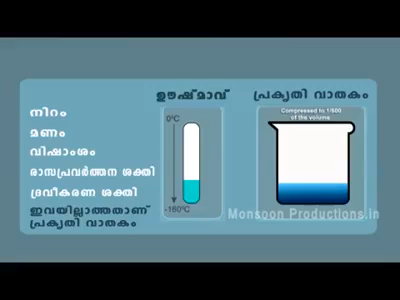 ഊഷ്മാവ്
പ്രകൃതി വാതകം
നിറം
മണം
വിഷാംശം
രാസപ്രവർത്തന ശക്തി
ദ്രവീകരണ ശക്തി
ഇവയില്ലാത്തതാണ്
പ്രകൃതി വാതകം
0°C
-160°C
Compressed to 1/600
of the volume
Monsoon Productions.in